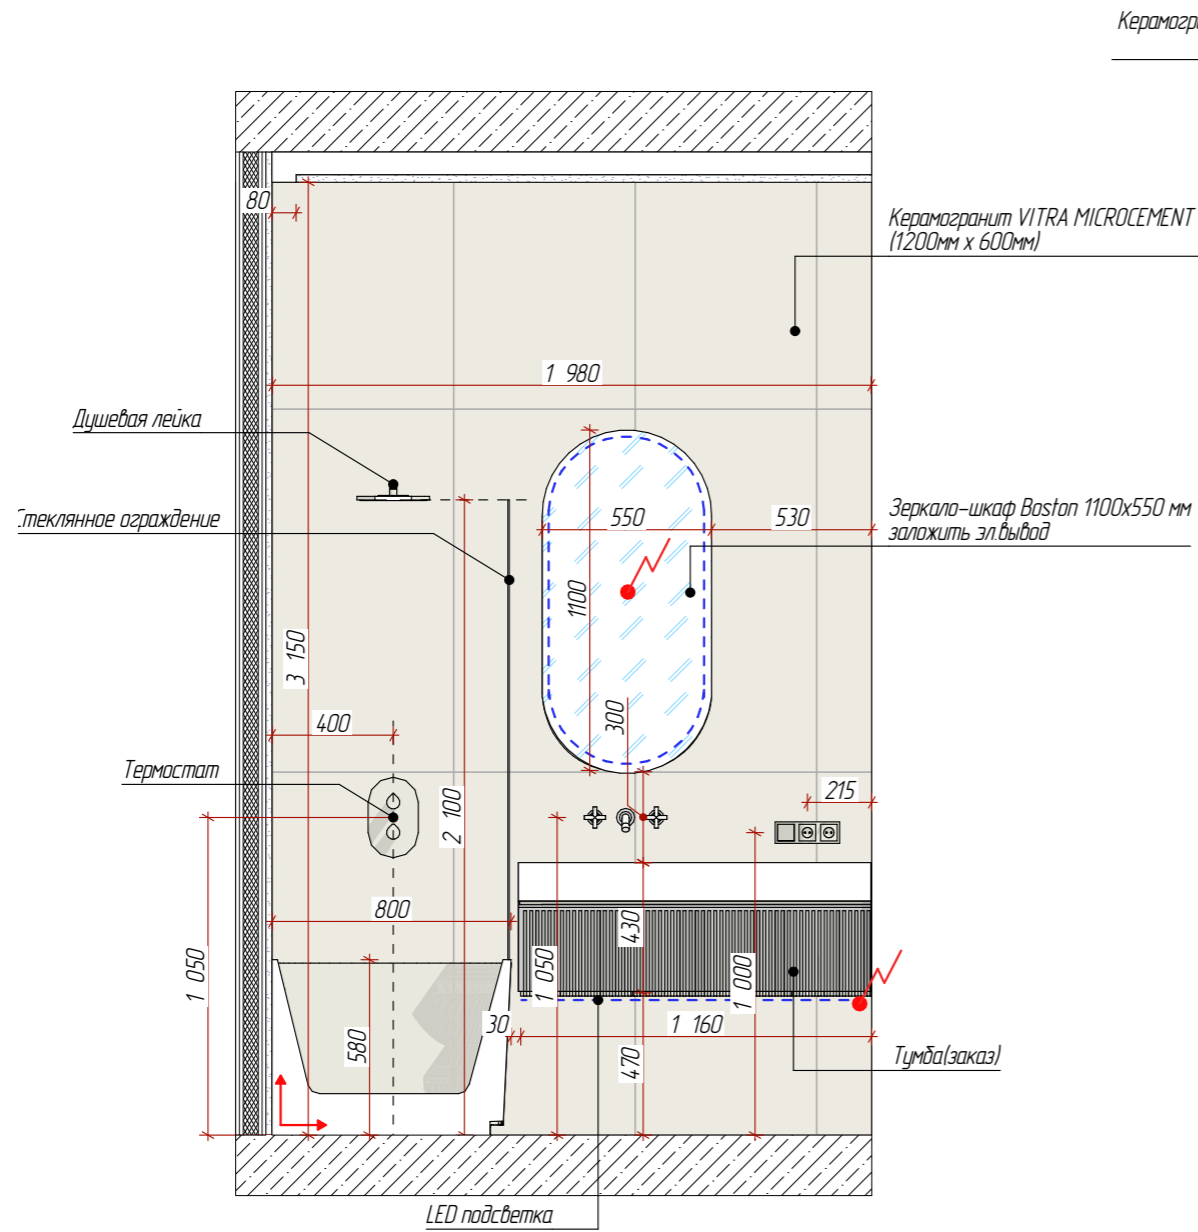 Керамогр
80
Керамогранит VITRA MICROCEMENT
(1200мм х 600мм)
1 980
Душевая лейка
Стеклянное ограждение
550
530
Зеркало-шкаф Boston 1100х550 мм
заложить эл.вывод
1100
3 150
300
400
Термостат
215
2 100
800
430
1 050
1 050
1 000
30
1 160
580
470
Тумба(заказ)
LED подсветка